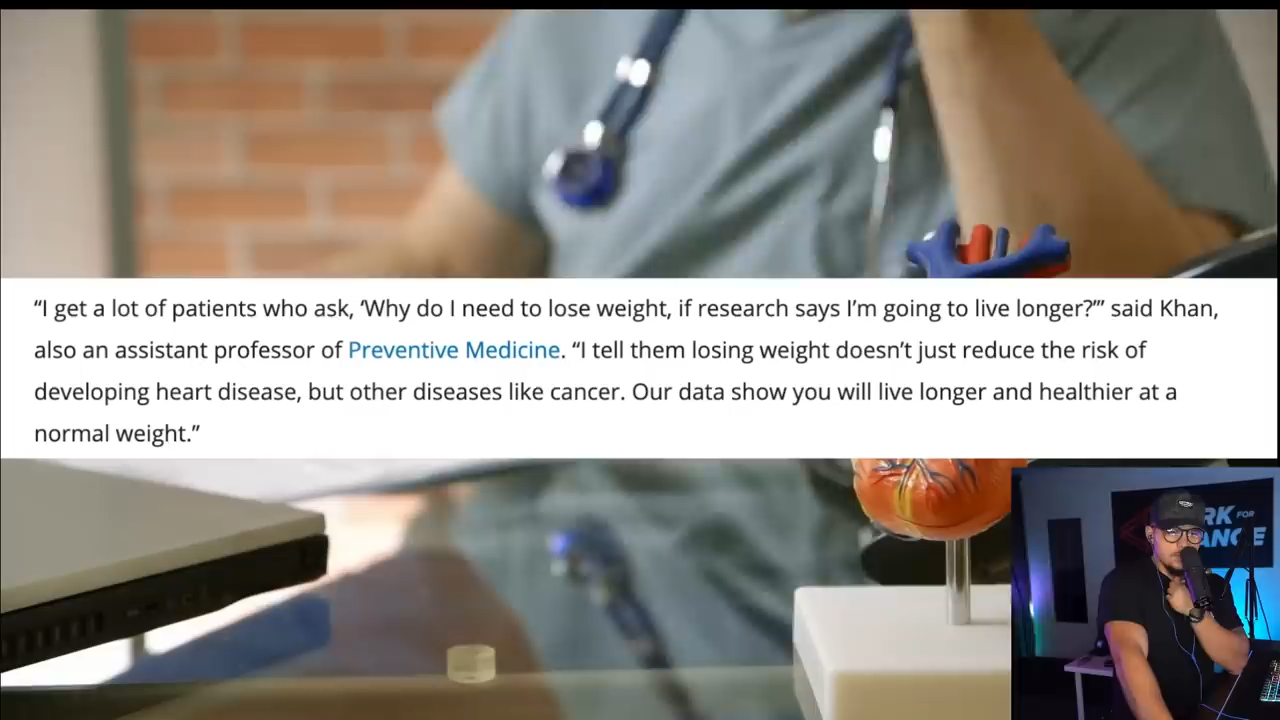 “I get a lot of patients who ask, ‘Why do I need to lose weight, if research says I’m going to live longer?’” said Khan,
also an assistant professor of Preventive Medicine. “I tell them losing weight doesn’t just reduce the risk of
developing heart disease, but other diseases like cancer. Our data show you will live longer and healthier at a
normal weight.”
FOR